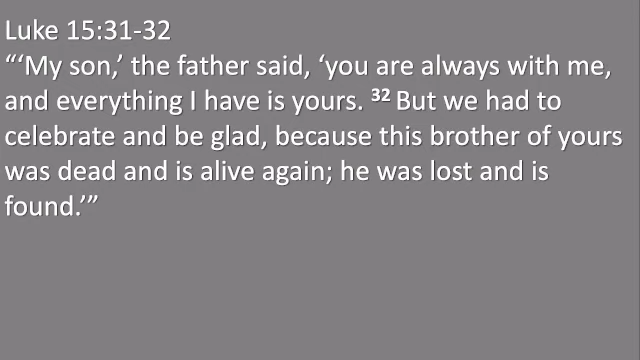 Luke 15:31-32
“‘My son,’ the father said, ‘you are always with me,
and everything I have is yours. 32 But we had to
celebrate and be glad, because this brother of yours
was dead and is alive again; he was lost and is
found.’”